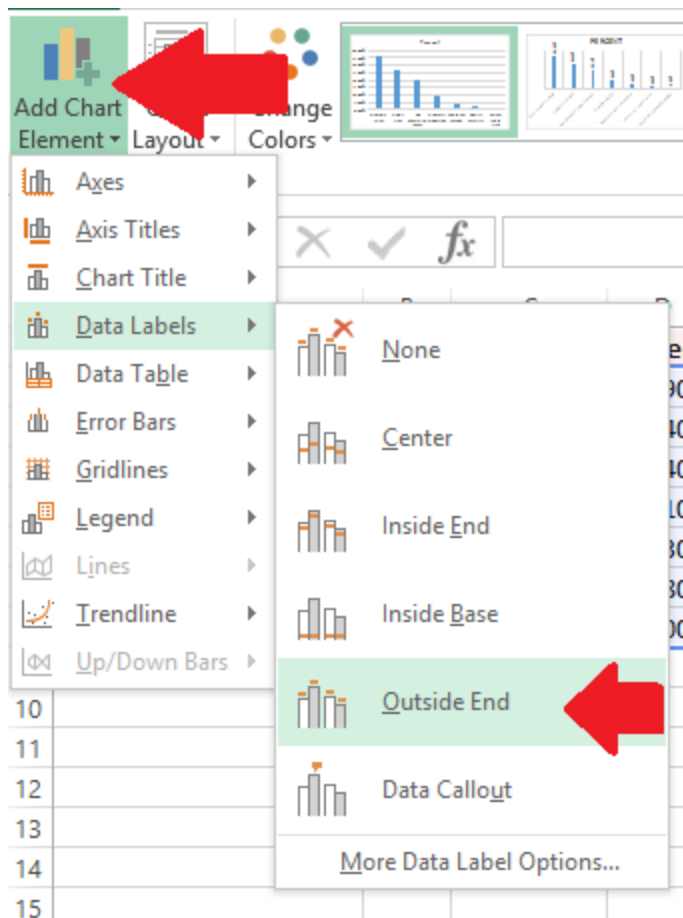 Add Chart
Element
Layout
Change
Colors
Axes
Axis Titles
Chart Title
Data Labels
Data Table
Error Bars
Gridlines
Legend
Lines
Trendline
Up/Down Bars
fx
None
Center
Inside End
Inside Base
Outside End
Data Callout
More Data Label Options...
10
11
12
13
14
15